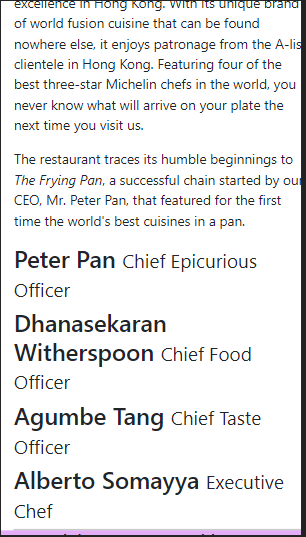 excellence in Hong Kong. With its unique brand
of world fusion cuisine that can be found
nowhere else, it enjoys patronage from the A-lis
clientele in Hong Kong. Featuring four of the
best three-star Michelin chefs in the world, you
never know what will arrive on your plate the
next time you visit us.
The restaurant traces its humble beginnings to
The Frying Pan, a successful chain started by our
CEO, Mr. Peter Pan, that featured for the first
time the world's best cuisines in a pan.
Peter Pan Chief Epicurious
Officer
Dhanasekaran
Witherspoon Chief Food
Officer
Agumbe Tang Chief Taste
Officer
Alberto Somayya Executive
Chef